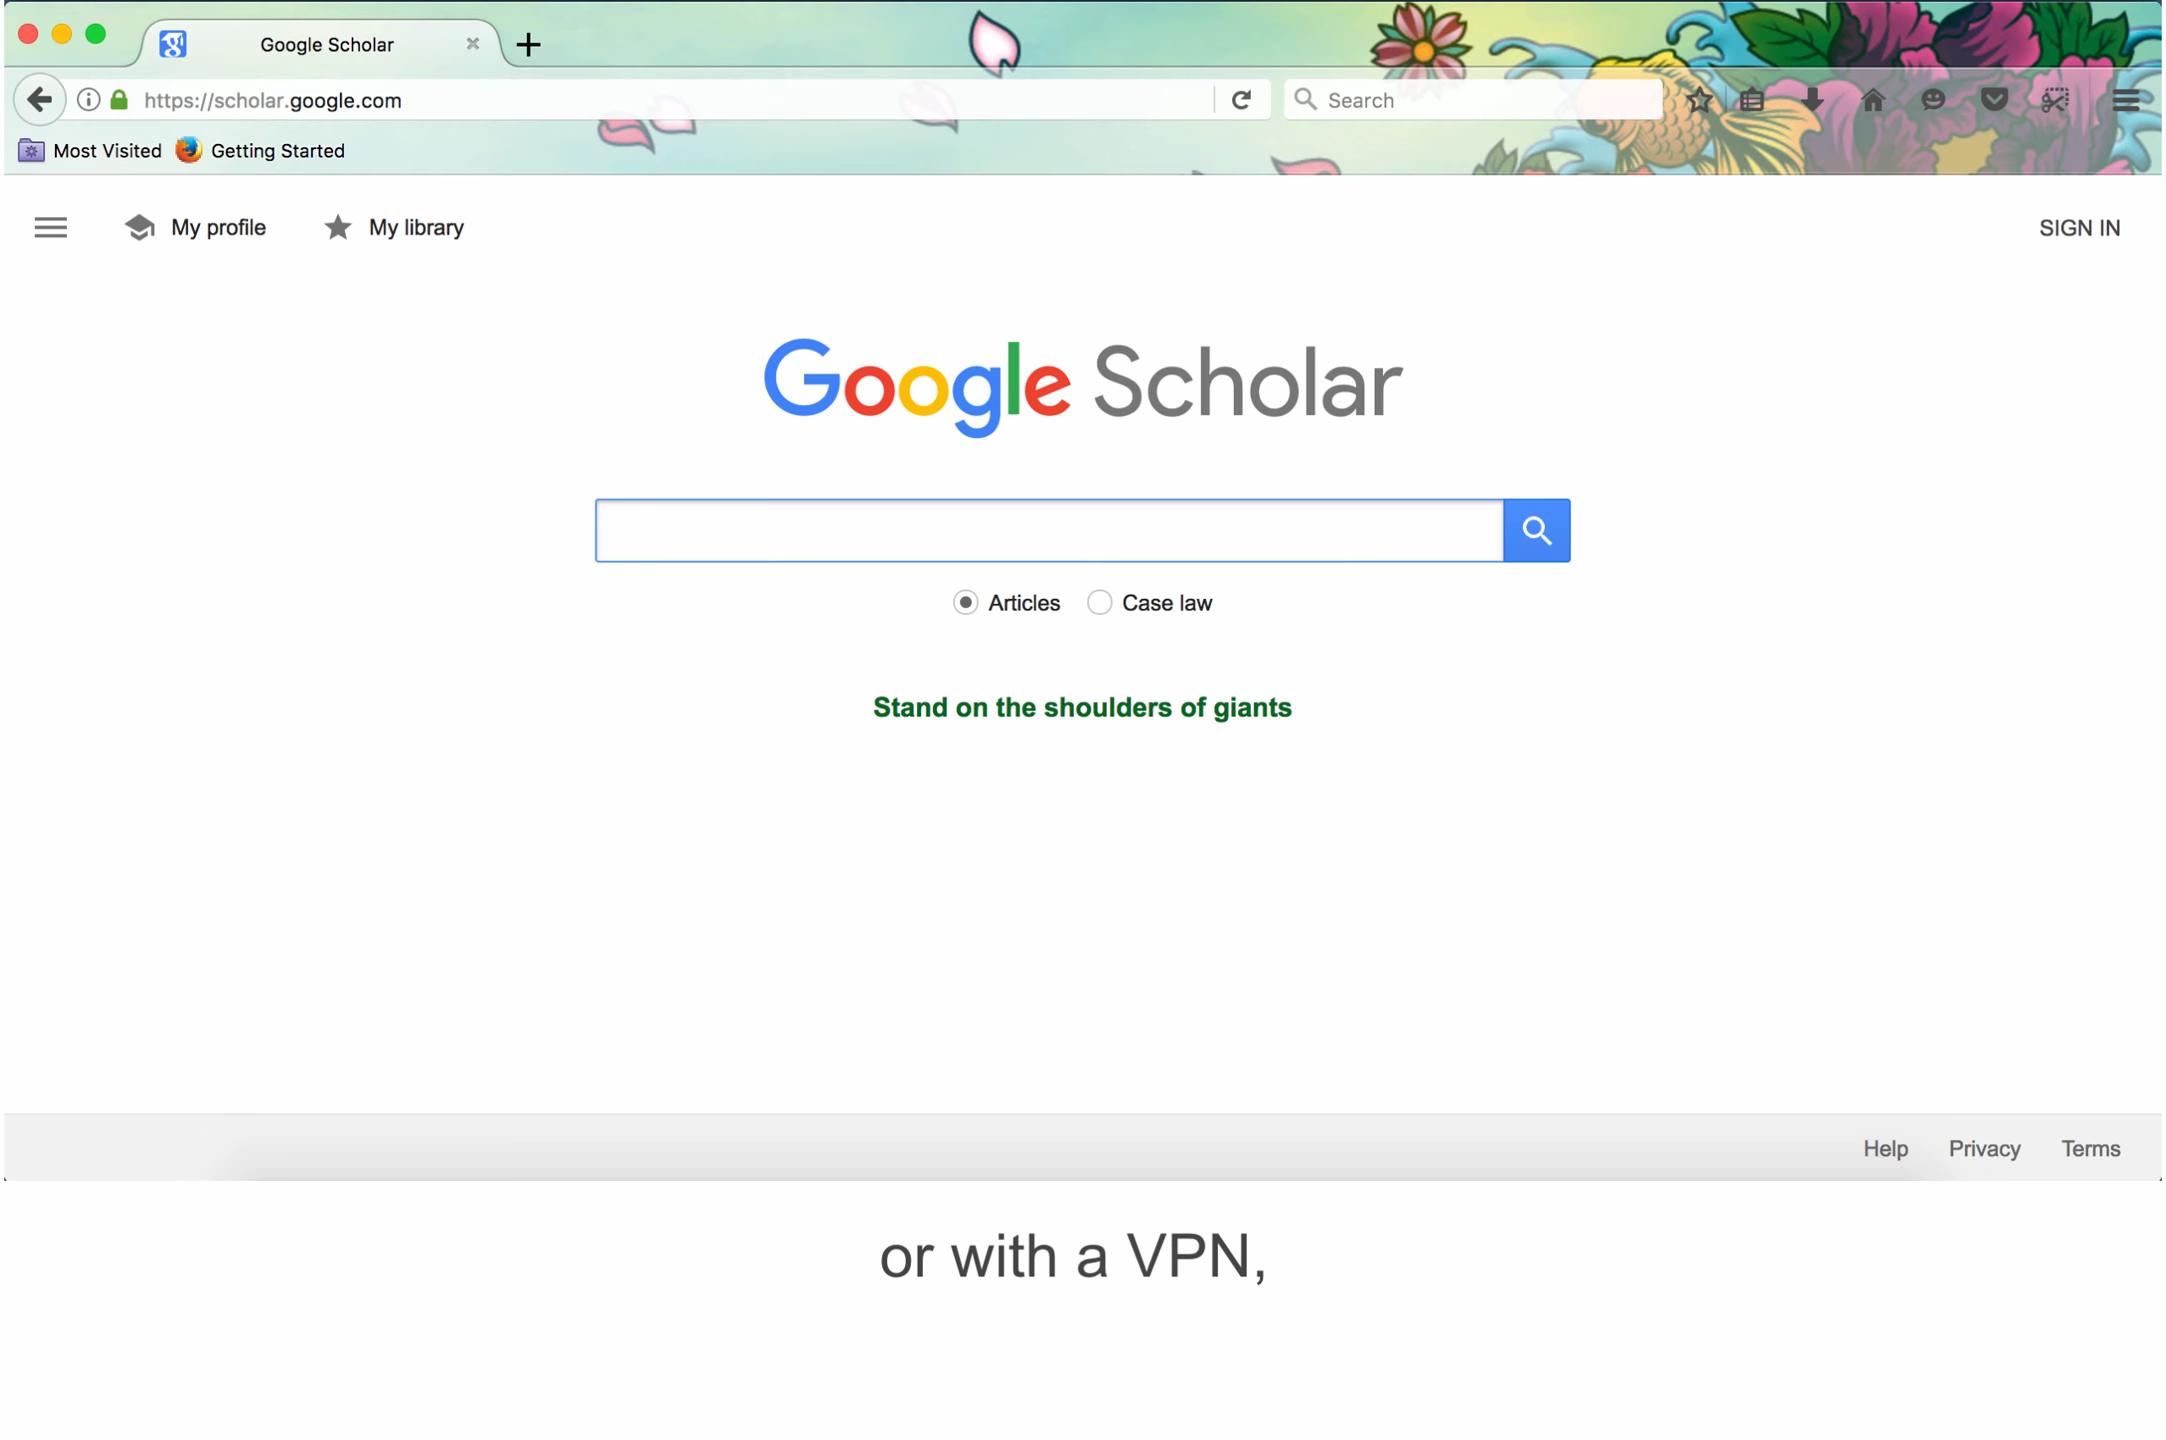 Google Scholar
https://scholar.google.com
Search
Most Visited Getting Started
My profile My library SIGN IN
Google Scholar
Articles Case law
Stand on the shoulders of giants
Help Privacy Terms
or with a VPN,